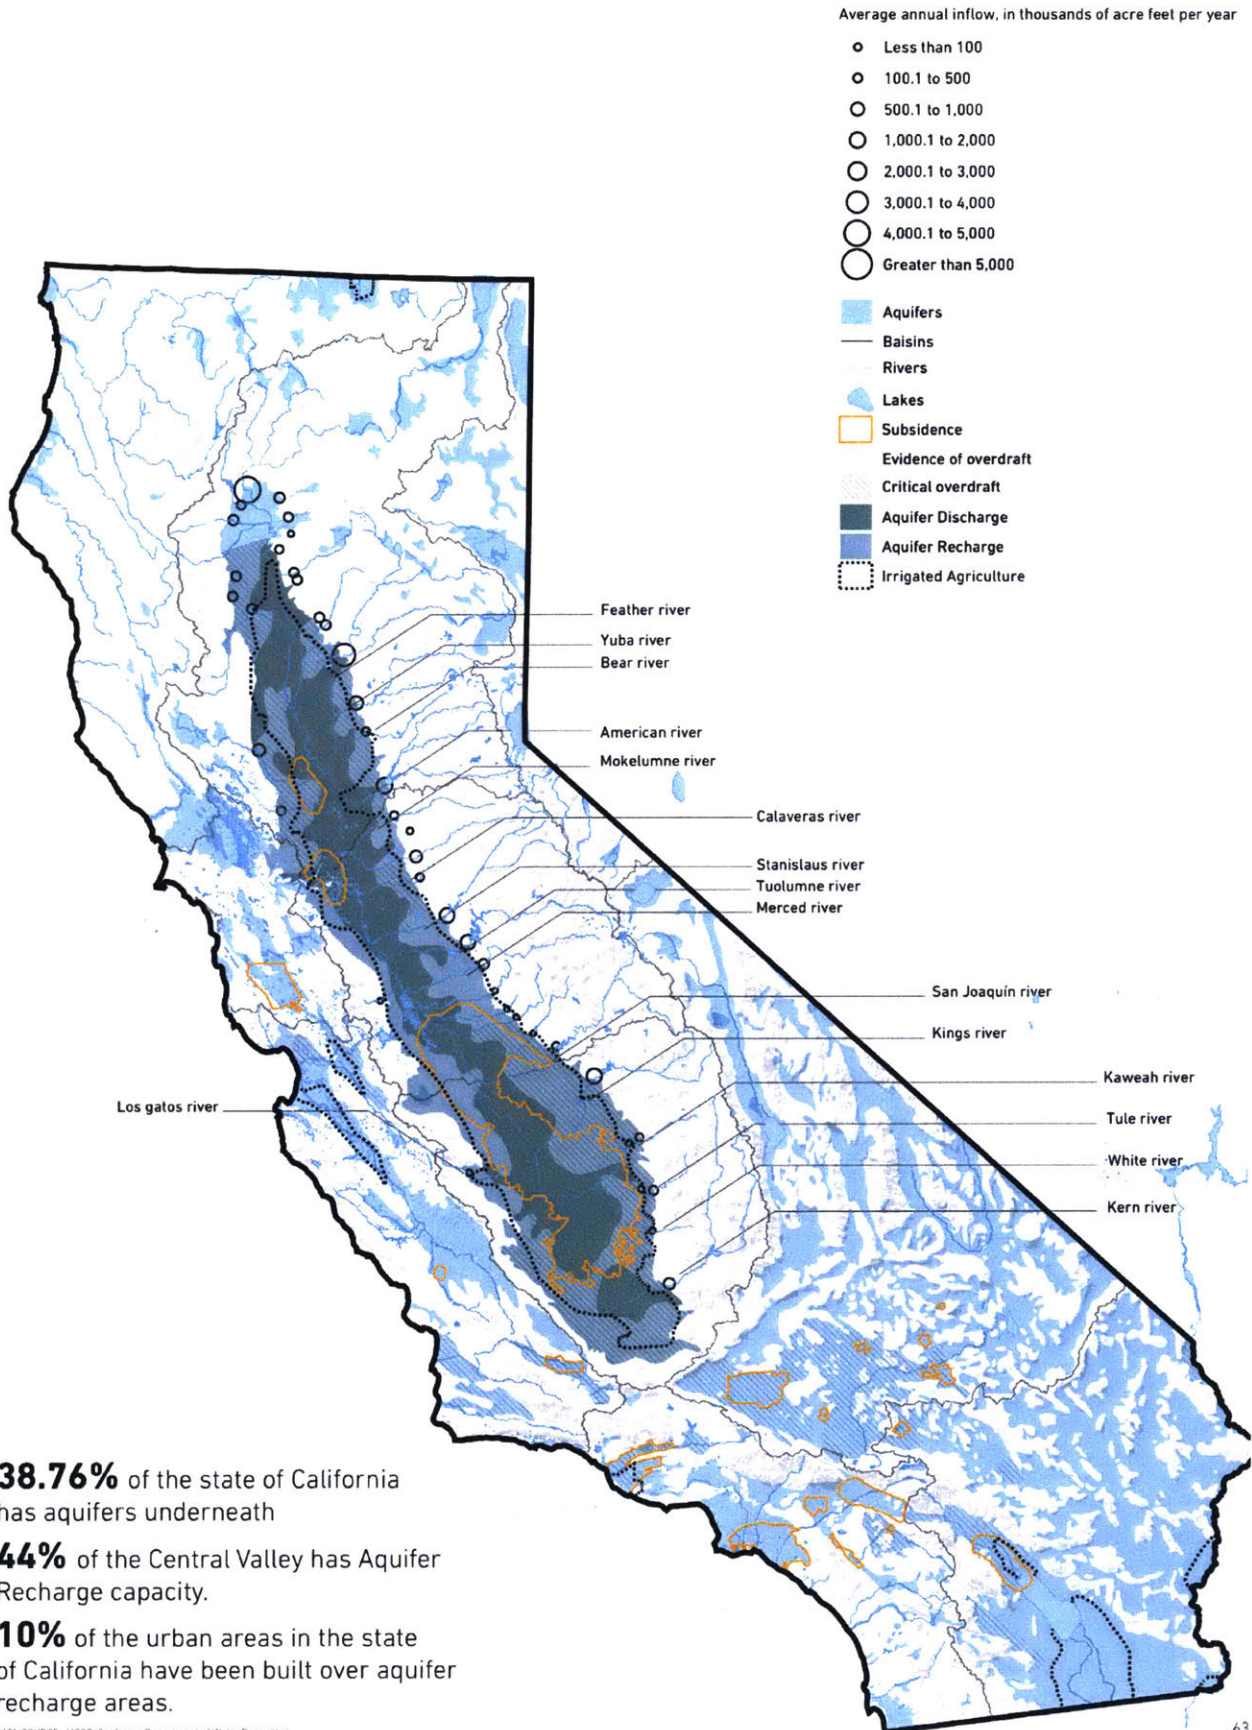 Average annual inflow, in thousands of acre feet per year
Less than 100
100.1 to 500
500.1 to 1,000
1,000.1 to 2,000
2,000.1 to 3,000
3,000.1 to 4,000
4,000.1 to 5,000
Greater than 5,000
Aquifers
Baisins
Rivers
Lakes
Subsidence
Evidence of overdraft
Critical overdraft
Aquifer Discharge
Aquifer Recharge
Irrigated Agriculture
Feather river
Yuba river
Bear river
American river
Mokelumne river
Calaveras river
Stanislaus river
Tuolumne river
Merced river
San Joaquín river
Kings river
Kaweah river
Los gatos river
Tule river
White river
Kern river
38.76% of the state of California
has aquifers underneath
44% of the Central Valley has Aquifer
Recharge capacity.
10% of the urban areas in the state
of California have been built over aquifer
recharge areas.
63